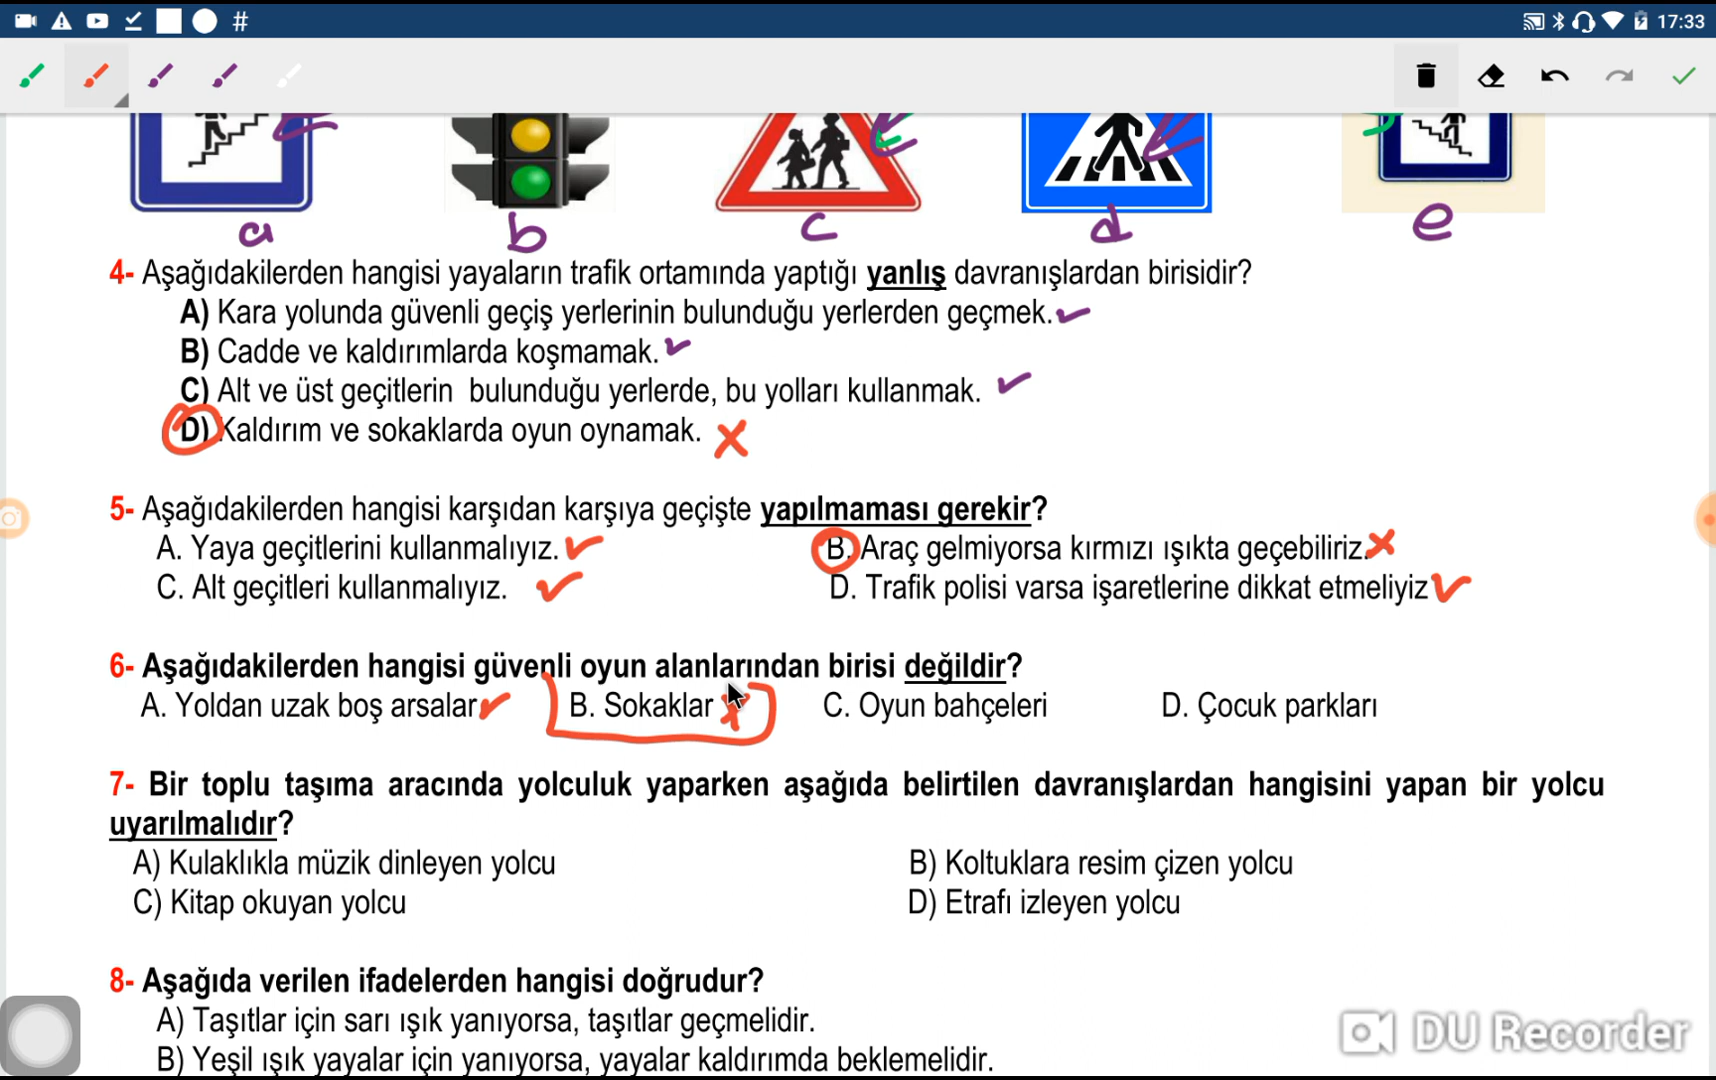 # 17:33
a b c d e
4- Aşağıdakilerden hangisi yayaların trafik ortamında yaptığı yanlış davranışlardan birisidir?
A) Kara yolunda güvenli geçiş yerlerinin bulunduğu yerlerden geçmek.
B) Cadde ve kaldırımlarda koşmamak.
C) Alt ve üst geçitlerin bulunduğu yerlerde, bu yolları kullanmak.
D) Kaldırım ve sokaklarda oyun oynamak.
5- Aşağıdakilerden hangisi karşıdan karşıya geçişte yapılmaması gerekir?
A. Yaya geçitlerini kullanmalıyız. B. Araç gelmiyorsa kırmızı ışıkta geçebiliriz.
C. Alt geçitleri kullanmalıyız. D. Trafik polisi varsa işaretlerine dikkat etmeliyiz
6- Aşağıdakilerden hangisi güvenli oyun alanlarından birisi değildir?
A. Yoldan uzak boş arsalar B. Sokaklar C. Oyun bahçeleri D. Çocuk parkları
7- Bir toplu taşıma aracında yolculuk yaparken aşağıda belirtilen davranışlardan hangisini yapan bir yolcu
uyarılmalıdır?
A) Kulaklıkla müzik dinleyen yolcu B) Koltuklara resim çizen yolcu
C) Kitap okuyan yolcu D) Etrafı izleyen yolcu
8- Aşağıda verilen ifadelerden hangisi doğrudur?
A) Taşıtlar için sarı ışık yanıyorsa, taşıtlar geçmelidir.
B) Yeşil ışık yayalar için yanıyorsa, yayalar kaldırımda beklemelidir.
DU Recorder